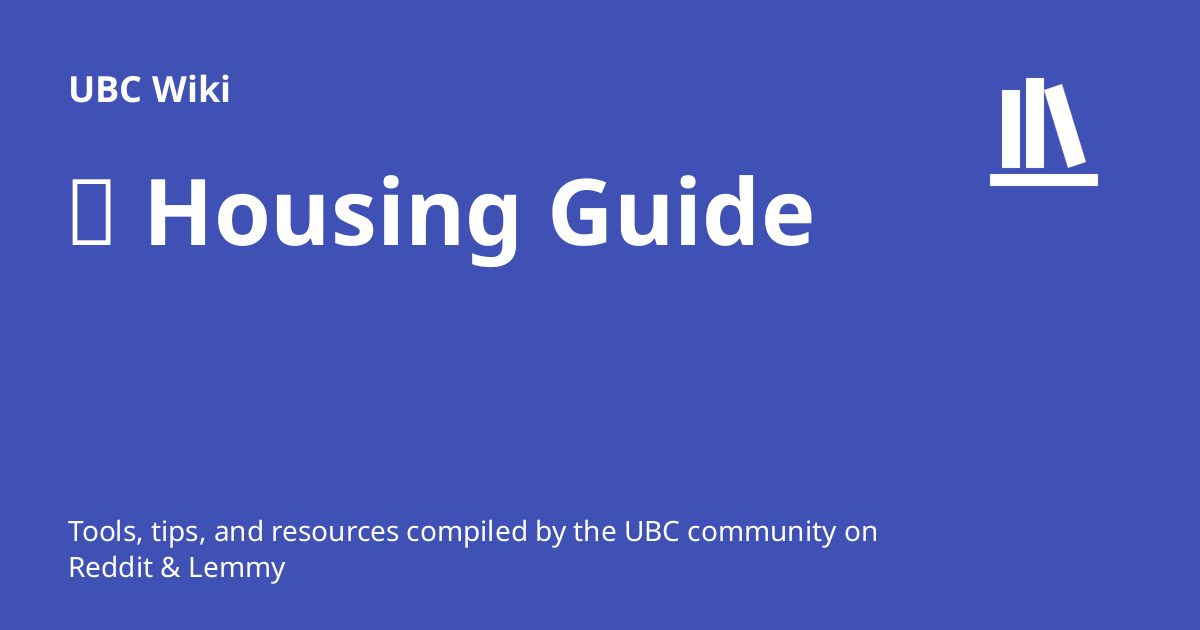 UBC Wiki
Housing Guide
Tools, tips, and resources compiled by the UBC community on
Reddit & Lemmy